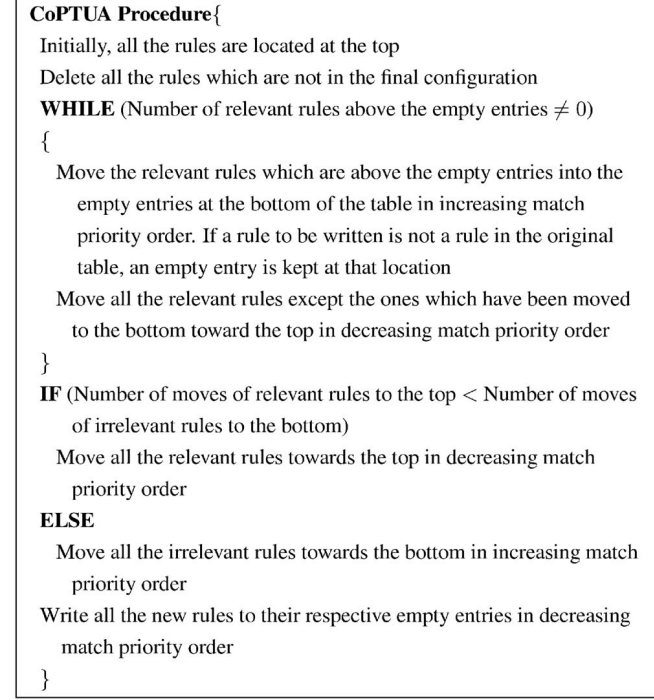 CoPTUA Procedure{
Initially, all the rules are located at the top
Delete all the rules which are not in the final configuration
WHILE (Number of relevant rules above the empty entries ≠ 0)
{
Move the relevant rules which are above the empty entries into the
empty entries at the bottom of the table in increasing match
priority order. If a rule to be written is not a rule in the original
table, an empty entry is kept at that location
Move all the relevant rules except the ones which have been moved
to the bottom toward the top in decreasing match priority order
}
IF (Number of moves of relevant rules to the top < Number of moves
of irrelevant rules to the bottom)
Move all the relevant rules towards the top in decreasing match
priority order
ELSE
Move all the irrelevant rules towards the bottom in increasing match
priority order
Write all the new rules to their respective empty entries in decreasing
match priority order
}